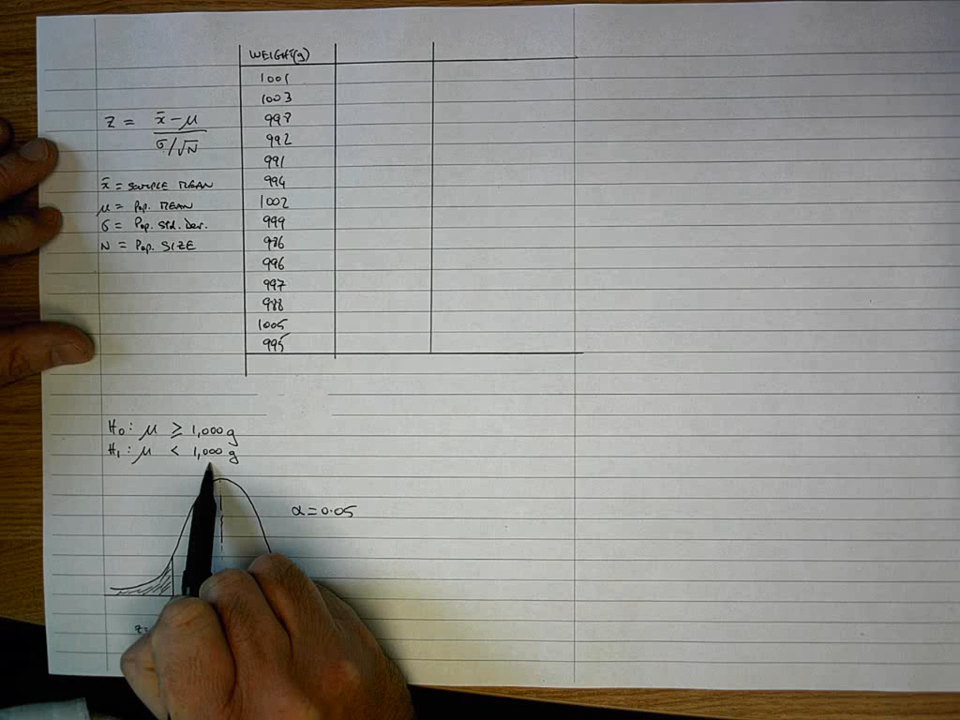 WEIGHT(g)
1001
1003
998
992
991
994
1002
999
986
996
997
988
1005
995
z = x̄ − μ / σ/√N
x̄ = SAMPLE MEAN
μ = Pop. MEAN
σ = Pop. Std. Dev.
N = Pop. SIZE
H₀: μ ≥ 1,000 g
H₁: μ < 1,000 g
α = 0.05